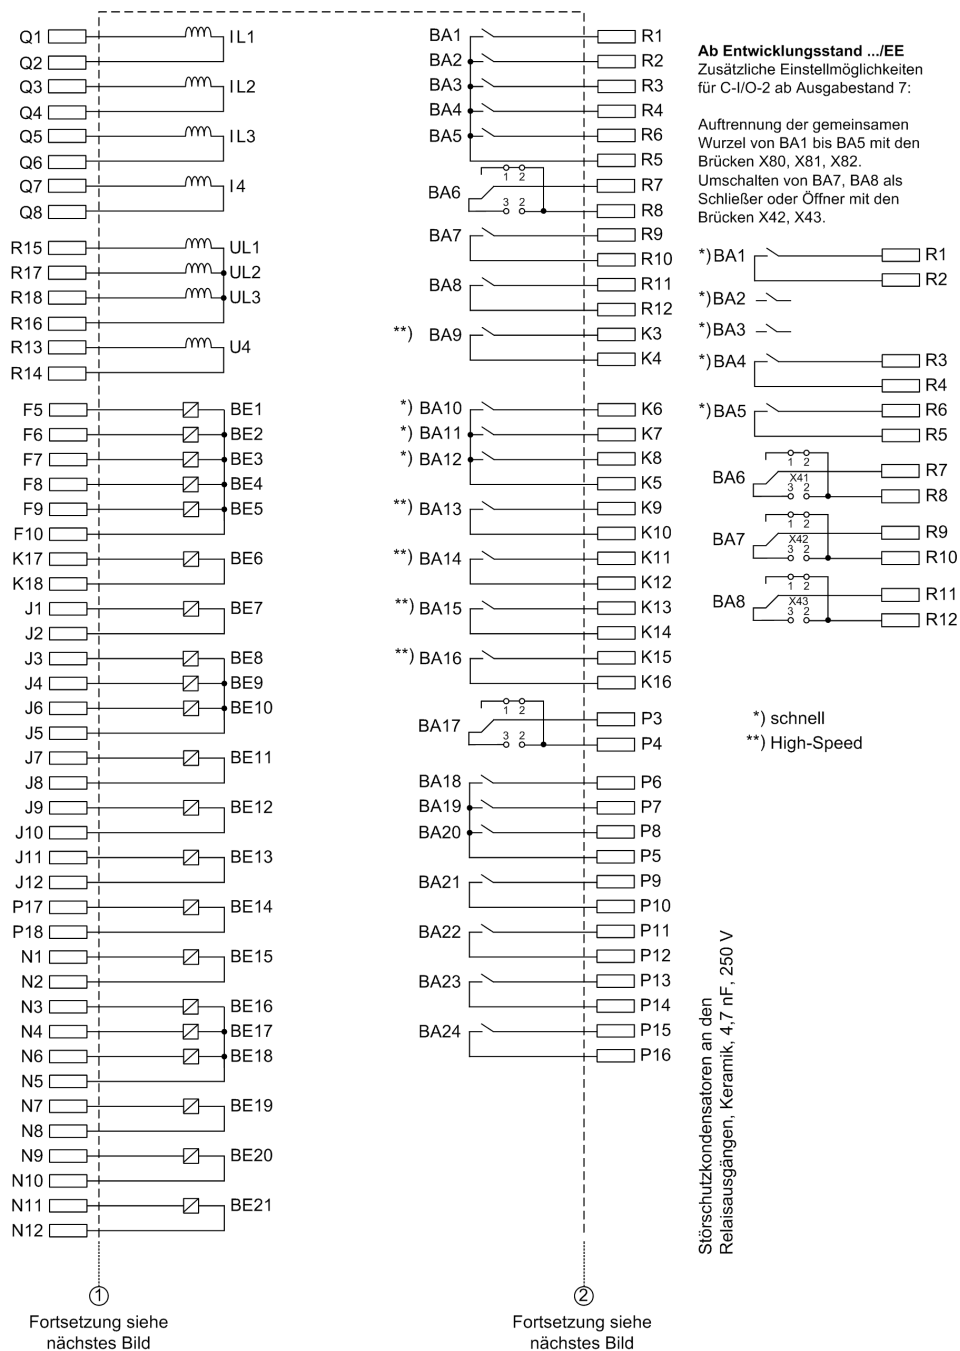 Q1 IL1
Q2
Q3 IL2
Q4
Q5 IL3
Q6
Q7 I4
Q8
R15 UL1
R17 UL2
R18 UL3
R16
R13 U4
R14
F5 BE1
F6 BE2
F7 BE3
F8 BE4
F9 BE5
F10
K17 BE6
K18
J1 BE7
J2
J3 BE8
J4 BE9
J6 BE10
J5
J7 BE11
J8
J9 BE12
J10
J11 BE13
J12
P17 BE14
P18
N1 BE15
N2
N3 BE16
N4 BE17
N6 BE18
N5
N7 BE19
N8
N9 BE20
N10
N11 BE21
N12
1
Fortsetzung siehe
nächstes Bild
BA1 R1
BA2 R2
BA3 R3
BA4 R4
BA5 R6
R5
1 2
BA6 R7
3 2
R8
BA7 R9
R10
BA8 R11
R12
**) BA9 K3
K4
*) BA10 K6
*) BA11 K7
*) BA12 K8
K5
**) BA13 K9
K10
**) BA14 K11
K12
**) BA15 K13
K14
**) BA16 K15
K16
1 2
BA17 P3
3 2
P4
BA18 P6
BA19 P7
BA20 P8
P5
BA21 P9
P10
BA22 P11
P12
BA23 P13
P14
BA24 P15
P16
2
Fortsetzung siehe
nächstes Bild
Ab Entwicklungsstand .../EE
Zusätzliche Einstellmöglichkeiten
für C-I/O-2 ab Ausgabestand 7:
Auftrennung der gemeinsamen
Wurzel von BA1 bis BA5 mit den
Brücken X80, X81, X82.
Umschalten von BA7, BA8 als
Schließer oder Öffner mit den
Brücken X42, X43.
*) BA1 R1
R2
*) BA2
*) BA3
*) BA4 R3
R4
*) BA5 R6
R5
1 2
BA6 X41 R7
3 2
R8
1 2
BA7 X42 R9
3 2
R10
1 2
BA8 X43 R11
3 2
R12
*) schnell
**) High-Speed
Störschutzkondensatoren an den
Relaisausgängen, Keramik, 4,7 nF, 250 V